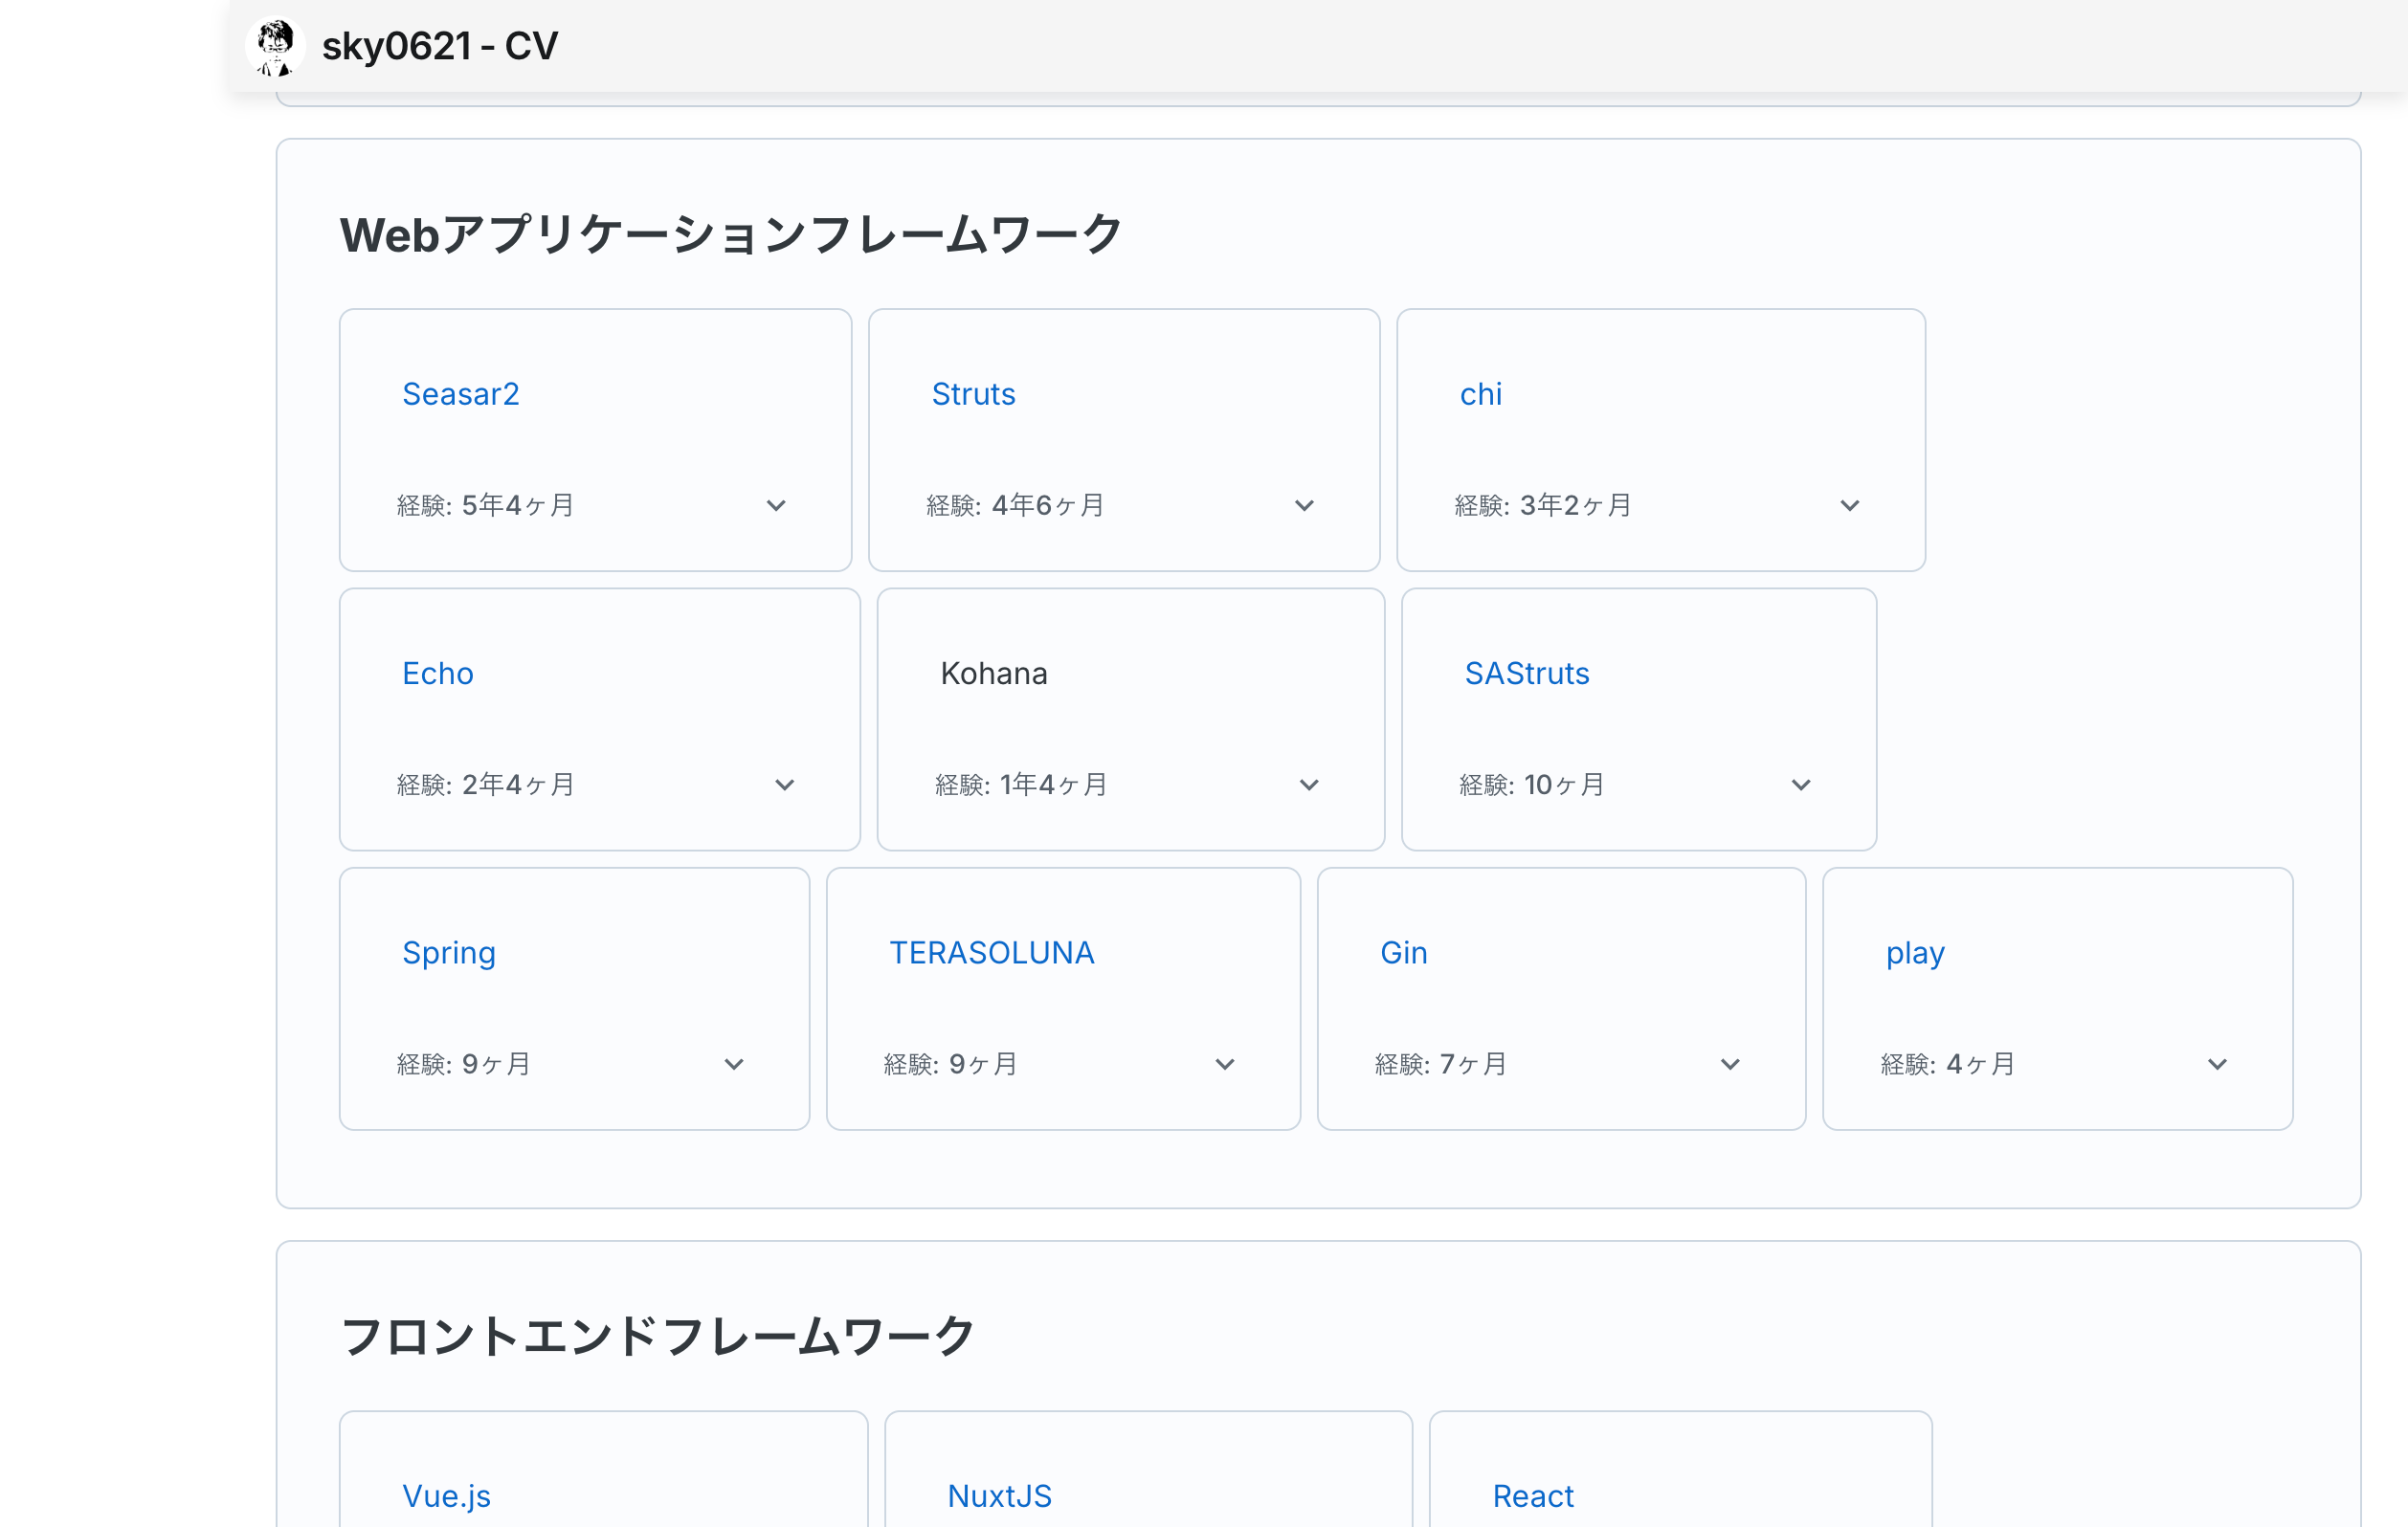 sky0621 - CV
Webアプリケーションフレームワーク
Seasar2
Struts
chi
経験: 5年4ヶ月
経験: 4年6ヶ月
経験: 3年2ヶ月
Echo
Kohana
SAStruts
経験: 2年4ヶ月
経験: 1年4ヶ月
経験: 10ヶ月
Spring
TERASOLUNA
Gin
play
経験: 9ヶ月
経験: 9ヶ月
経験: 7ヶ月
経験: 4ヶ月
フロントエンドフレームワーク
Vue.js
NuxtJS
React